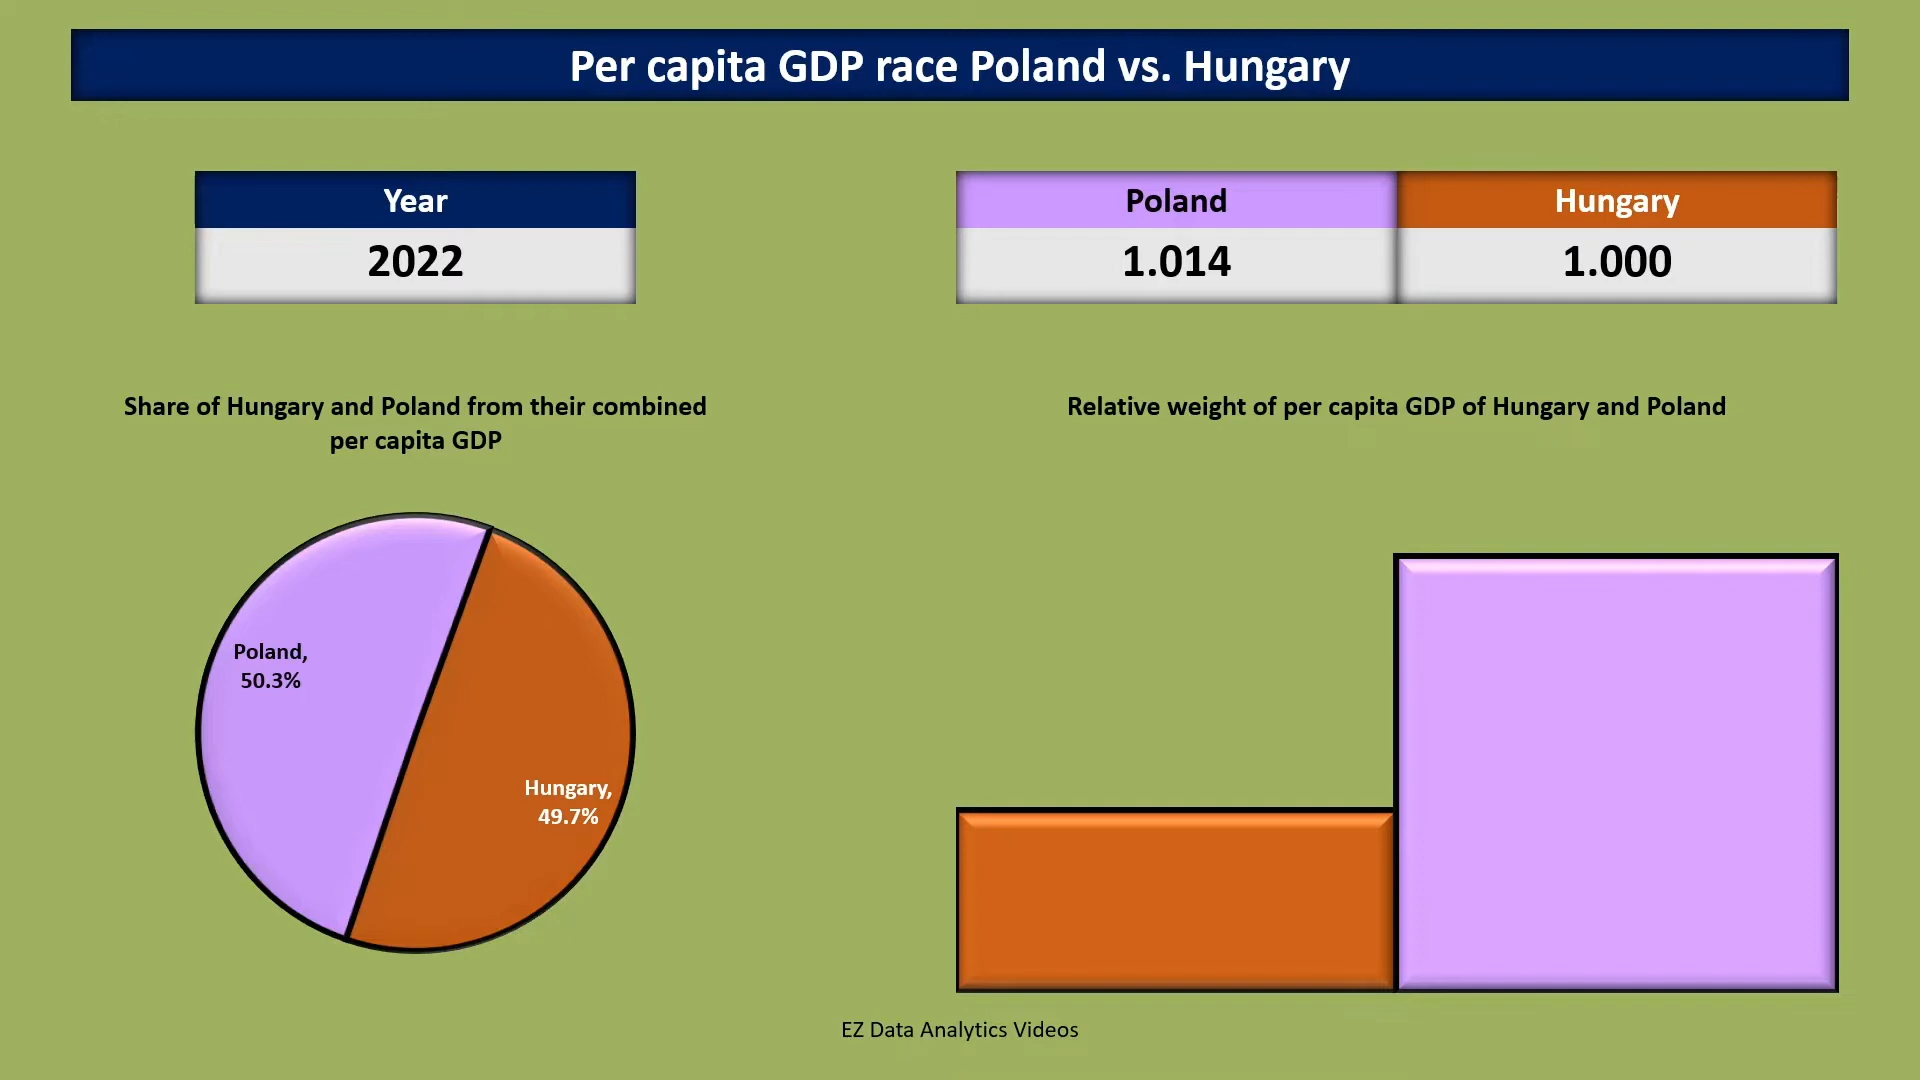 Per capita GDP race Poland vs. Hungary
Year
2022
Poland
Hungary
1.014
1.000
Share of Hungary and Poland from their combined
per capita GDP
Relative weight of per capita GDP of Hungary and Poland
Poland,
50.3%
Hungary,
49.7%
EZ Data Analytics Videos